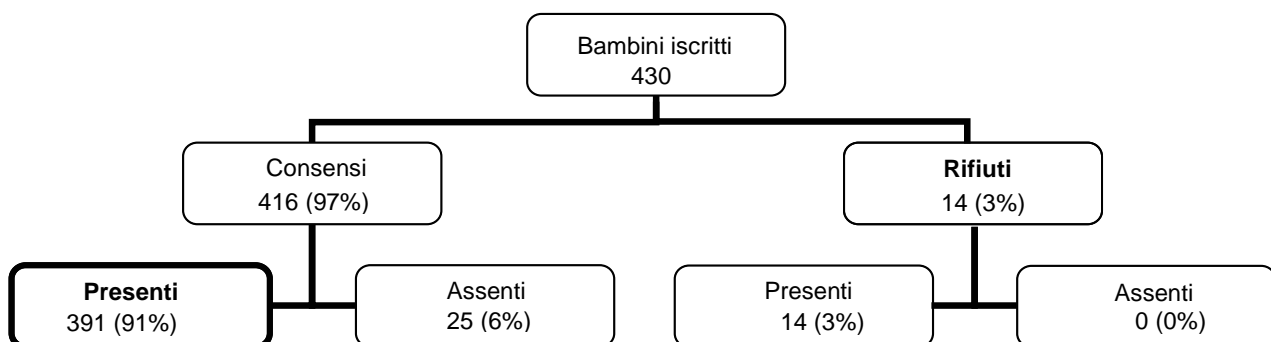 Bambini iscritti
430
Consensi
416 (97%)
Rifiuti
14 (3%)
Presenti
391 (91%)
Assenti
25 (6%)
Presenti
14 (3%)
Assenti
0 (0%)